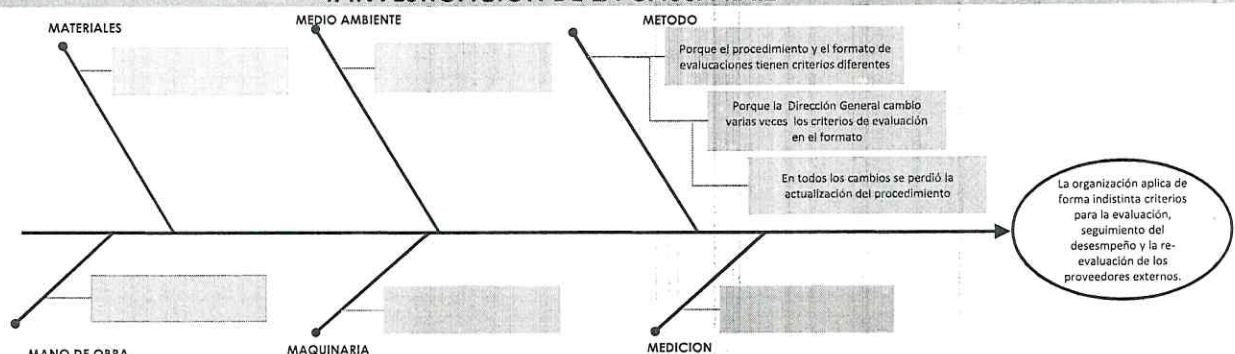 MATERIALES
MEDIO AMBIENTE
METODO
Porque el procedimiento y el formato de
evalucaciones tienen criterios diferentes
Porque la Dirección General cambio
varias veces los criterios de evaluación
en el formato
En todos los cambios se perdió la
actualización del procedimiento
La organización aplica de
forma indistinta criterios
para la evaluación,
seguimiento del
desesmpeño y la re-
evaluación de los
proveedores externos.
MANO DE OBRA
MAQUINARIA
MEDICION